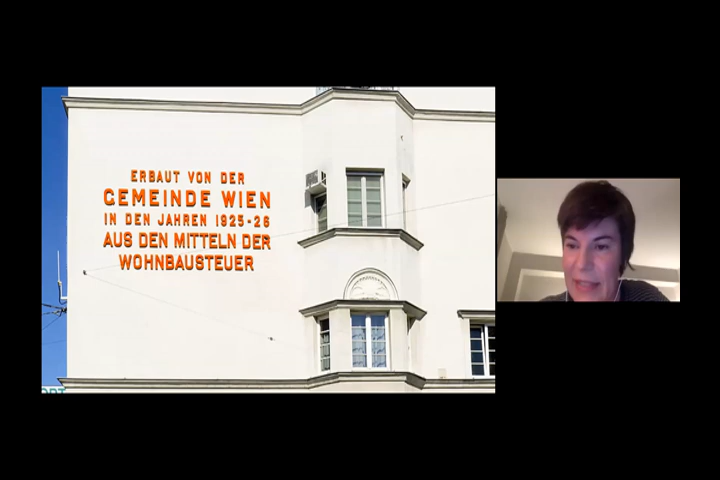 ERBAUT VON DER
GEMEINDE WIEN
IN DEN JAHREN 1925-26
AUS DEN MITTELN DER
WOHNBAUSTEUER